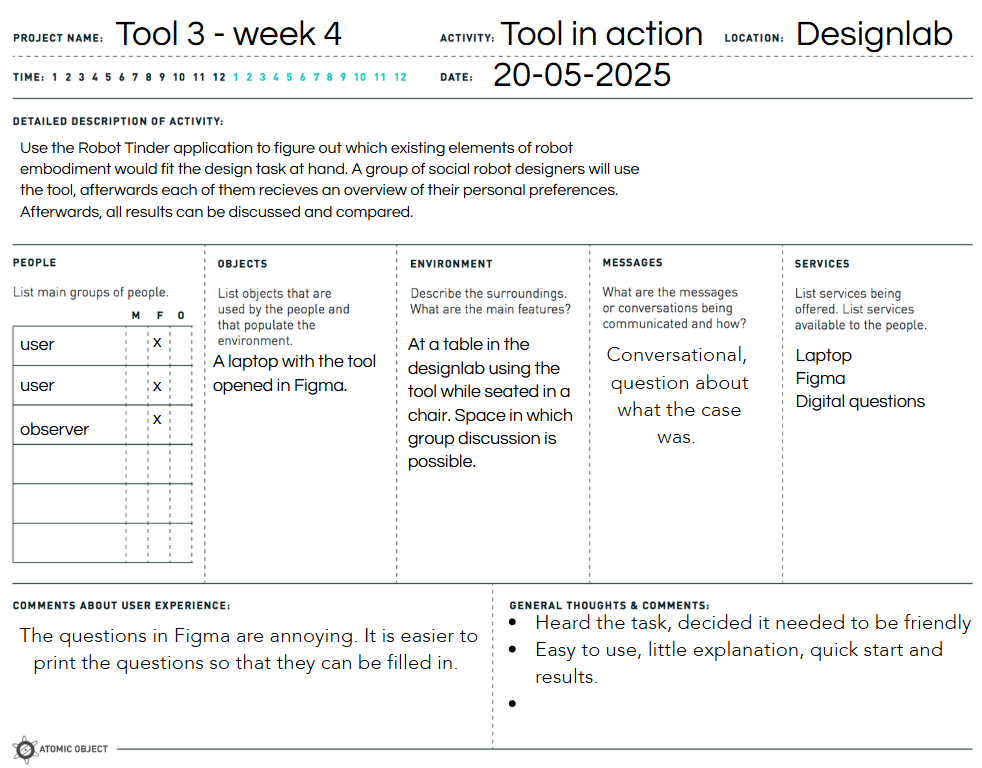 PROJECT NAME: Tool 3 - week 4 ACTIVITY: Tool in action LOCATION: Designlab
TIME: 1 2 3 4 5 6 7 8 9 10 11 12 1 2 3 4 5 6 7 8 9 10 11 12 DATE: 20-05-2025
DETAILED DESCRIPTION OF ACTIVITY:
Use the Robot Tinder application to figure out which existing elements of robot
embodiment would fit the design task at hand. A group of social robot designers will use
the tool, afterwards each of them recieves an overview of their personal preferences.
Afterwards, all results can be discussed and compared.
PEOPLE
List main groups of people.
M F O
user x
user x
observer x
OBJECTS
List objects that are
used by the people and
that populate the
environment.
A laptop with the tool
opened in Figma.
ENVIRONMENT
Describe the surroundings.
What are the main features?
At a table in the
designlab using the
tool while seated in a
chair. Space in which
group discussion is
possible.
MESSAGES
What are the messages
or conversations being
communicated and how?
Conversational,
question about
what the case
was.
SERVICES
List services being
offered. List services
available to the people.
Laptop
Figma
Digital questions
COMMENTS ABOUT USER EXPERIENCE:
The questions in Figma are annoying. It is easier to
print the questions so that they can be filled in.
GENERAL THOUGHTS & COMMENTS:
• Heard the task, decided it needed to be friendly
• Easy to use, little explanation, quick start and
results.
•
ATOMIC OBJECT